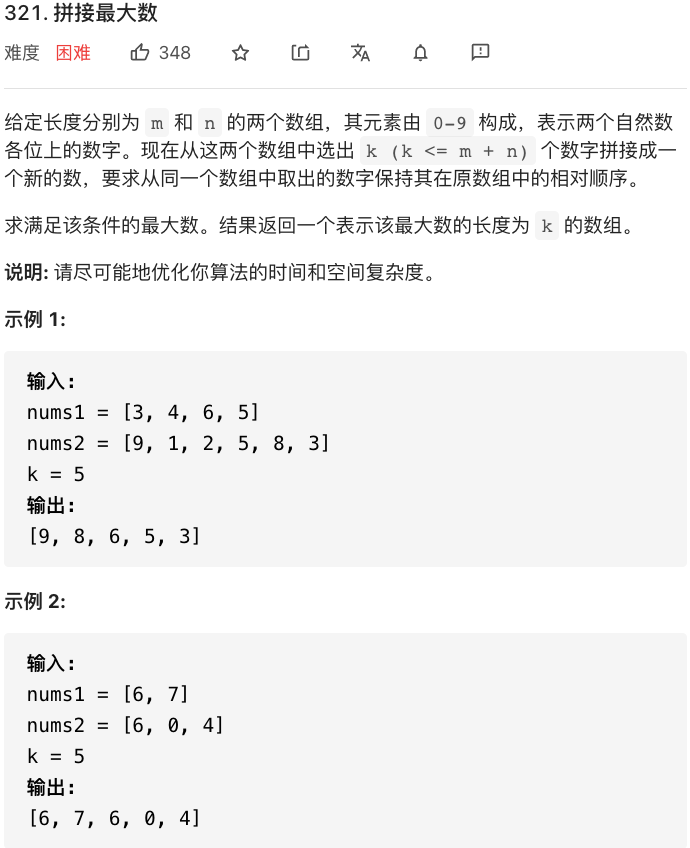 321. 拼接最大数
难度 困难 348
给定长度分别为 m 和 n 的两个数组，其元素由 0-9 构成，表示两个自然数
各位上的数字。现在从这两个数组中选出 k (k <= m + n) 个数字拼接成一
个新的数，要求从同一个数组中取出的数字保持其在原数组中的相对顺序。
求满足该条件的最大数。结果返回一个表示该最大数的长度为 k 的数组。
说明: 请尽可能地优化你算法的时间和空间复杂度。
示例 1:
输入:
nums1 = [3, 4, 6, 5]
nums2 = [9, 1, 2, 5, 8, 3]
k = 5
输出:
[9, 8, 6, 5, 3]
示例 2:
输入:
nums1 = [6, 7]
nums2 = [6, 0, 4]
k = 5
输出:
[6, 7, 6, 0, 4]